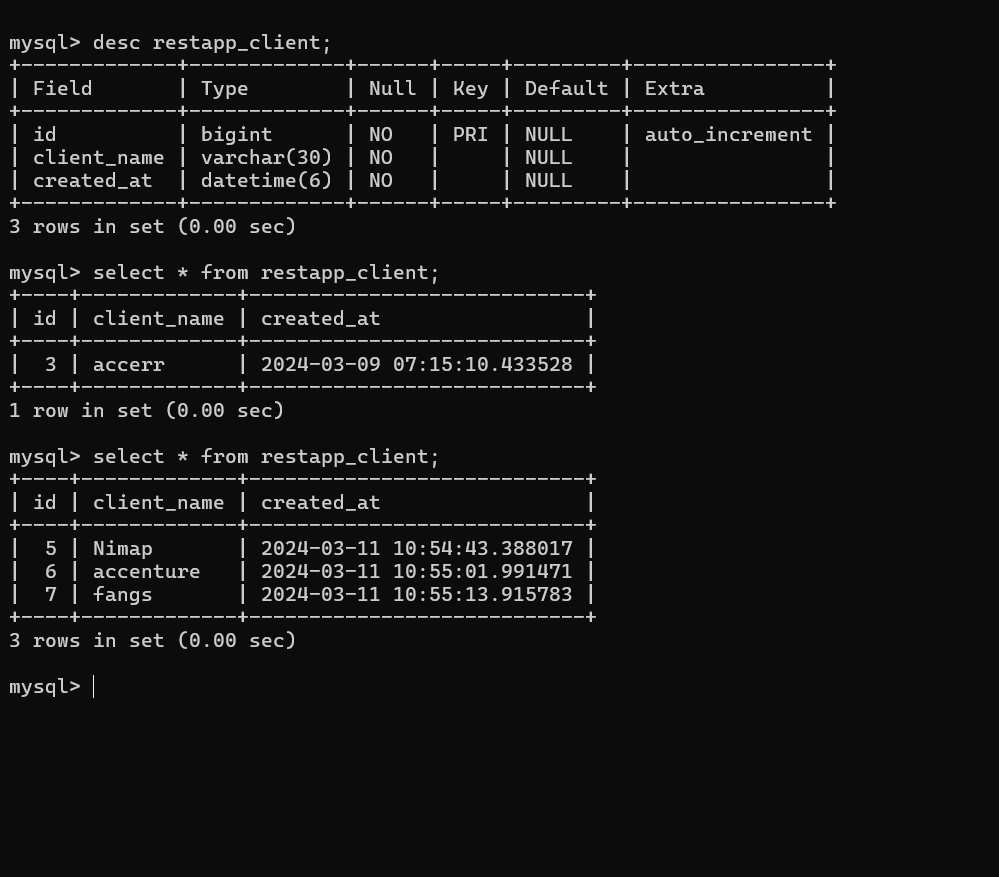 mysql> desc restapp_client;
+-------------+-------------+------+-----+---------+----------------+
| Field       | Type        | Null | Key | Default | Extra          |
+-------------+-------------+------+-----+---------+----------------+
| id          | bigint      | NO   | PRI | NULL    | auto_increment |
| client_name | varchar(30) | NO   |     | NULL    |                |
| created_at  | datetime(6) | NO   |     | NULL    |                |
+-------------+-------------+------+-----+---------+----------------+
3 rows in set (0.00 sec)
mysql> select * from restapp_client;
+----+-------------+----------------------------+
| id | client_name | created_at                 |
+----+-------------+----------------------------+
|  3 | accerr      | 2024-03-09 07:15:10.433528 |
+----+-------------+----------------------------+
1 row in set (0.00 sec)
mysql> select * from restapp_client;
+----+-------------+----------------------------+
| id | client_name | created_at                 |
+----+-------------+----------------------------+
|  5 | Nimap       | 2024-03-11 10:54:43.388017 |
|  6 | accenture   | 2024-03-11 10:55:01.991471 |
|  7 | fangs       | 2024-03-11 10:55:13.915783 |
+----+-------------+----------------------------+
3 rows in set (0.00 sec)
mysql>